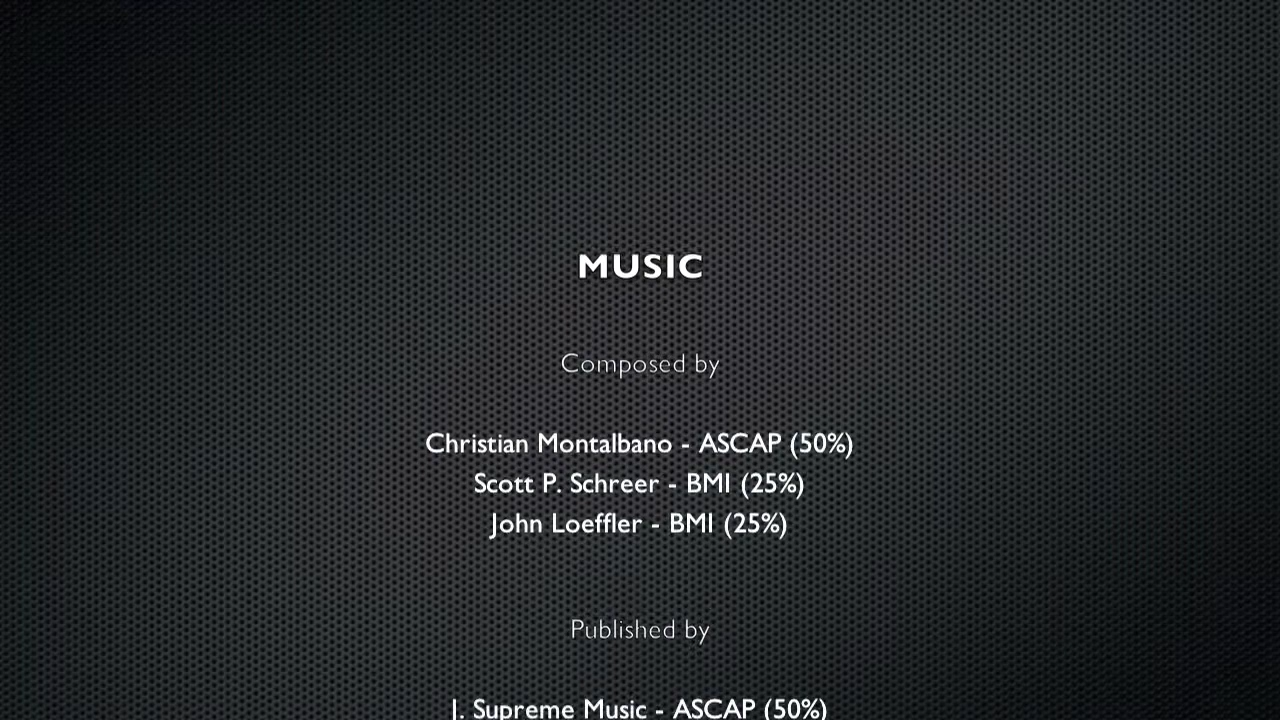 MUSIC
Composed by
Christian Montalbano - ASCAP (50%)
Scott P. Schreer - BMI (25%)
John Loeffler - BMI (25%)
Published by
J. Supreme Music - ASCAP (50%)